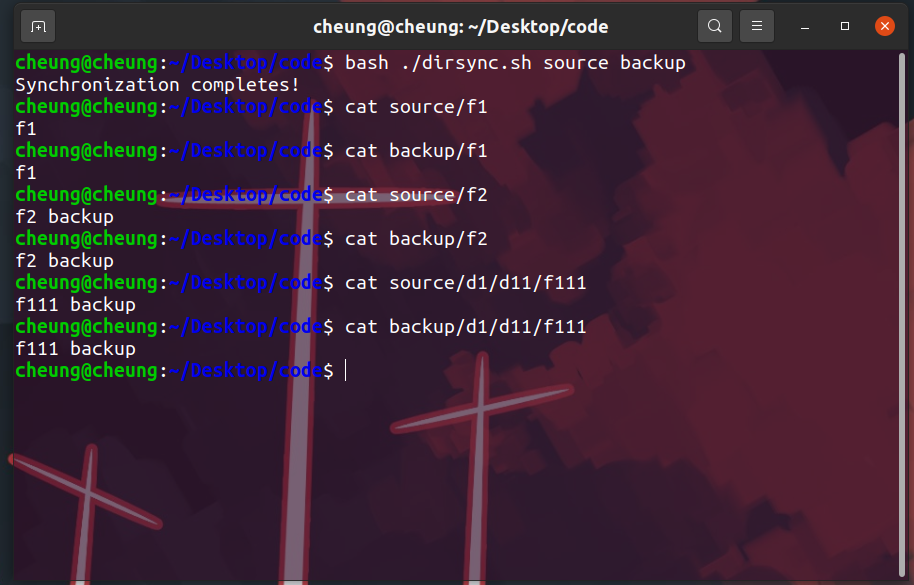 cheung@cheung: ~/Desktop/code
cheung@cheung:~/Desktop/code$ bash ./dirsync.sh source backup
Synchronization completes!
cheung@cheung:~/Desktop/code$ cat source/f1
f1
cheung@cheung:~/Desktop/code$ cat backup/f1
f1
cheung@cheung:~/Desktop/code$ cat source/f2
f2 backup
cheung@cheung:~/Desktop/code$ cat backup/f2
f2 backup
cheung@cheung:~/Desktop/code$ cat source/d1/d11/f111
f111 backup
cheung@cheung:~/Desktop/code$ cat backup/d1/d11/f111
f111 backup
cheung@cheung:~/Desktop/code$